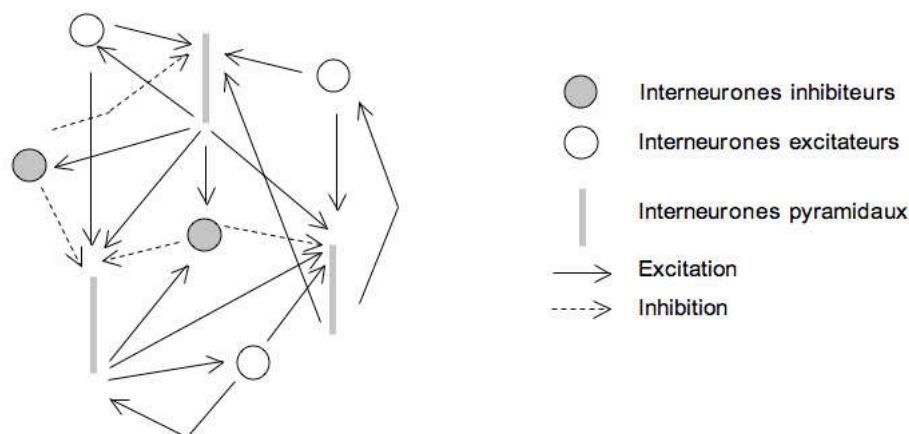 Interneurones inhibiteurs
Interneurones excitateurs
Interneurones pyramidaux
Excitation
Inhibition